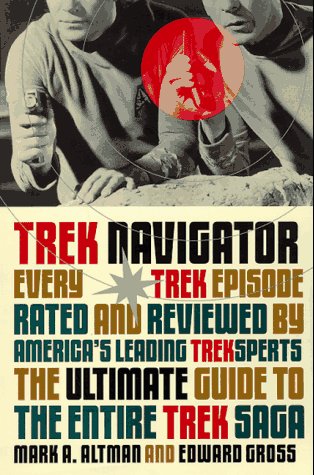 TREK NAVIGATOR
EVERY TREK EPISODE
RATED AND REVIEWED BY
AMERICA'S LEADING TREKSPERTS
THE ULTIMATE GUIDE TO
THE ENTIRE TREK SAGA
MARK A. ALTMAN AND EDWARD GROSS